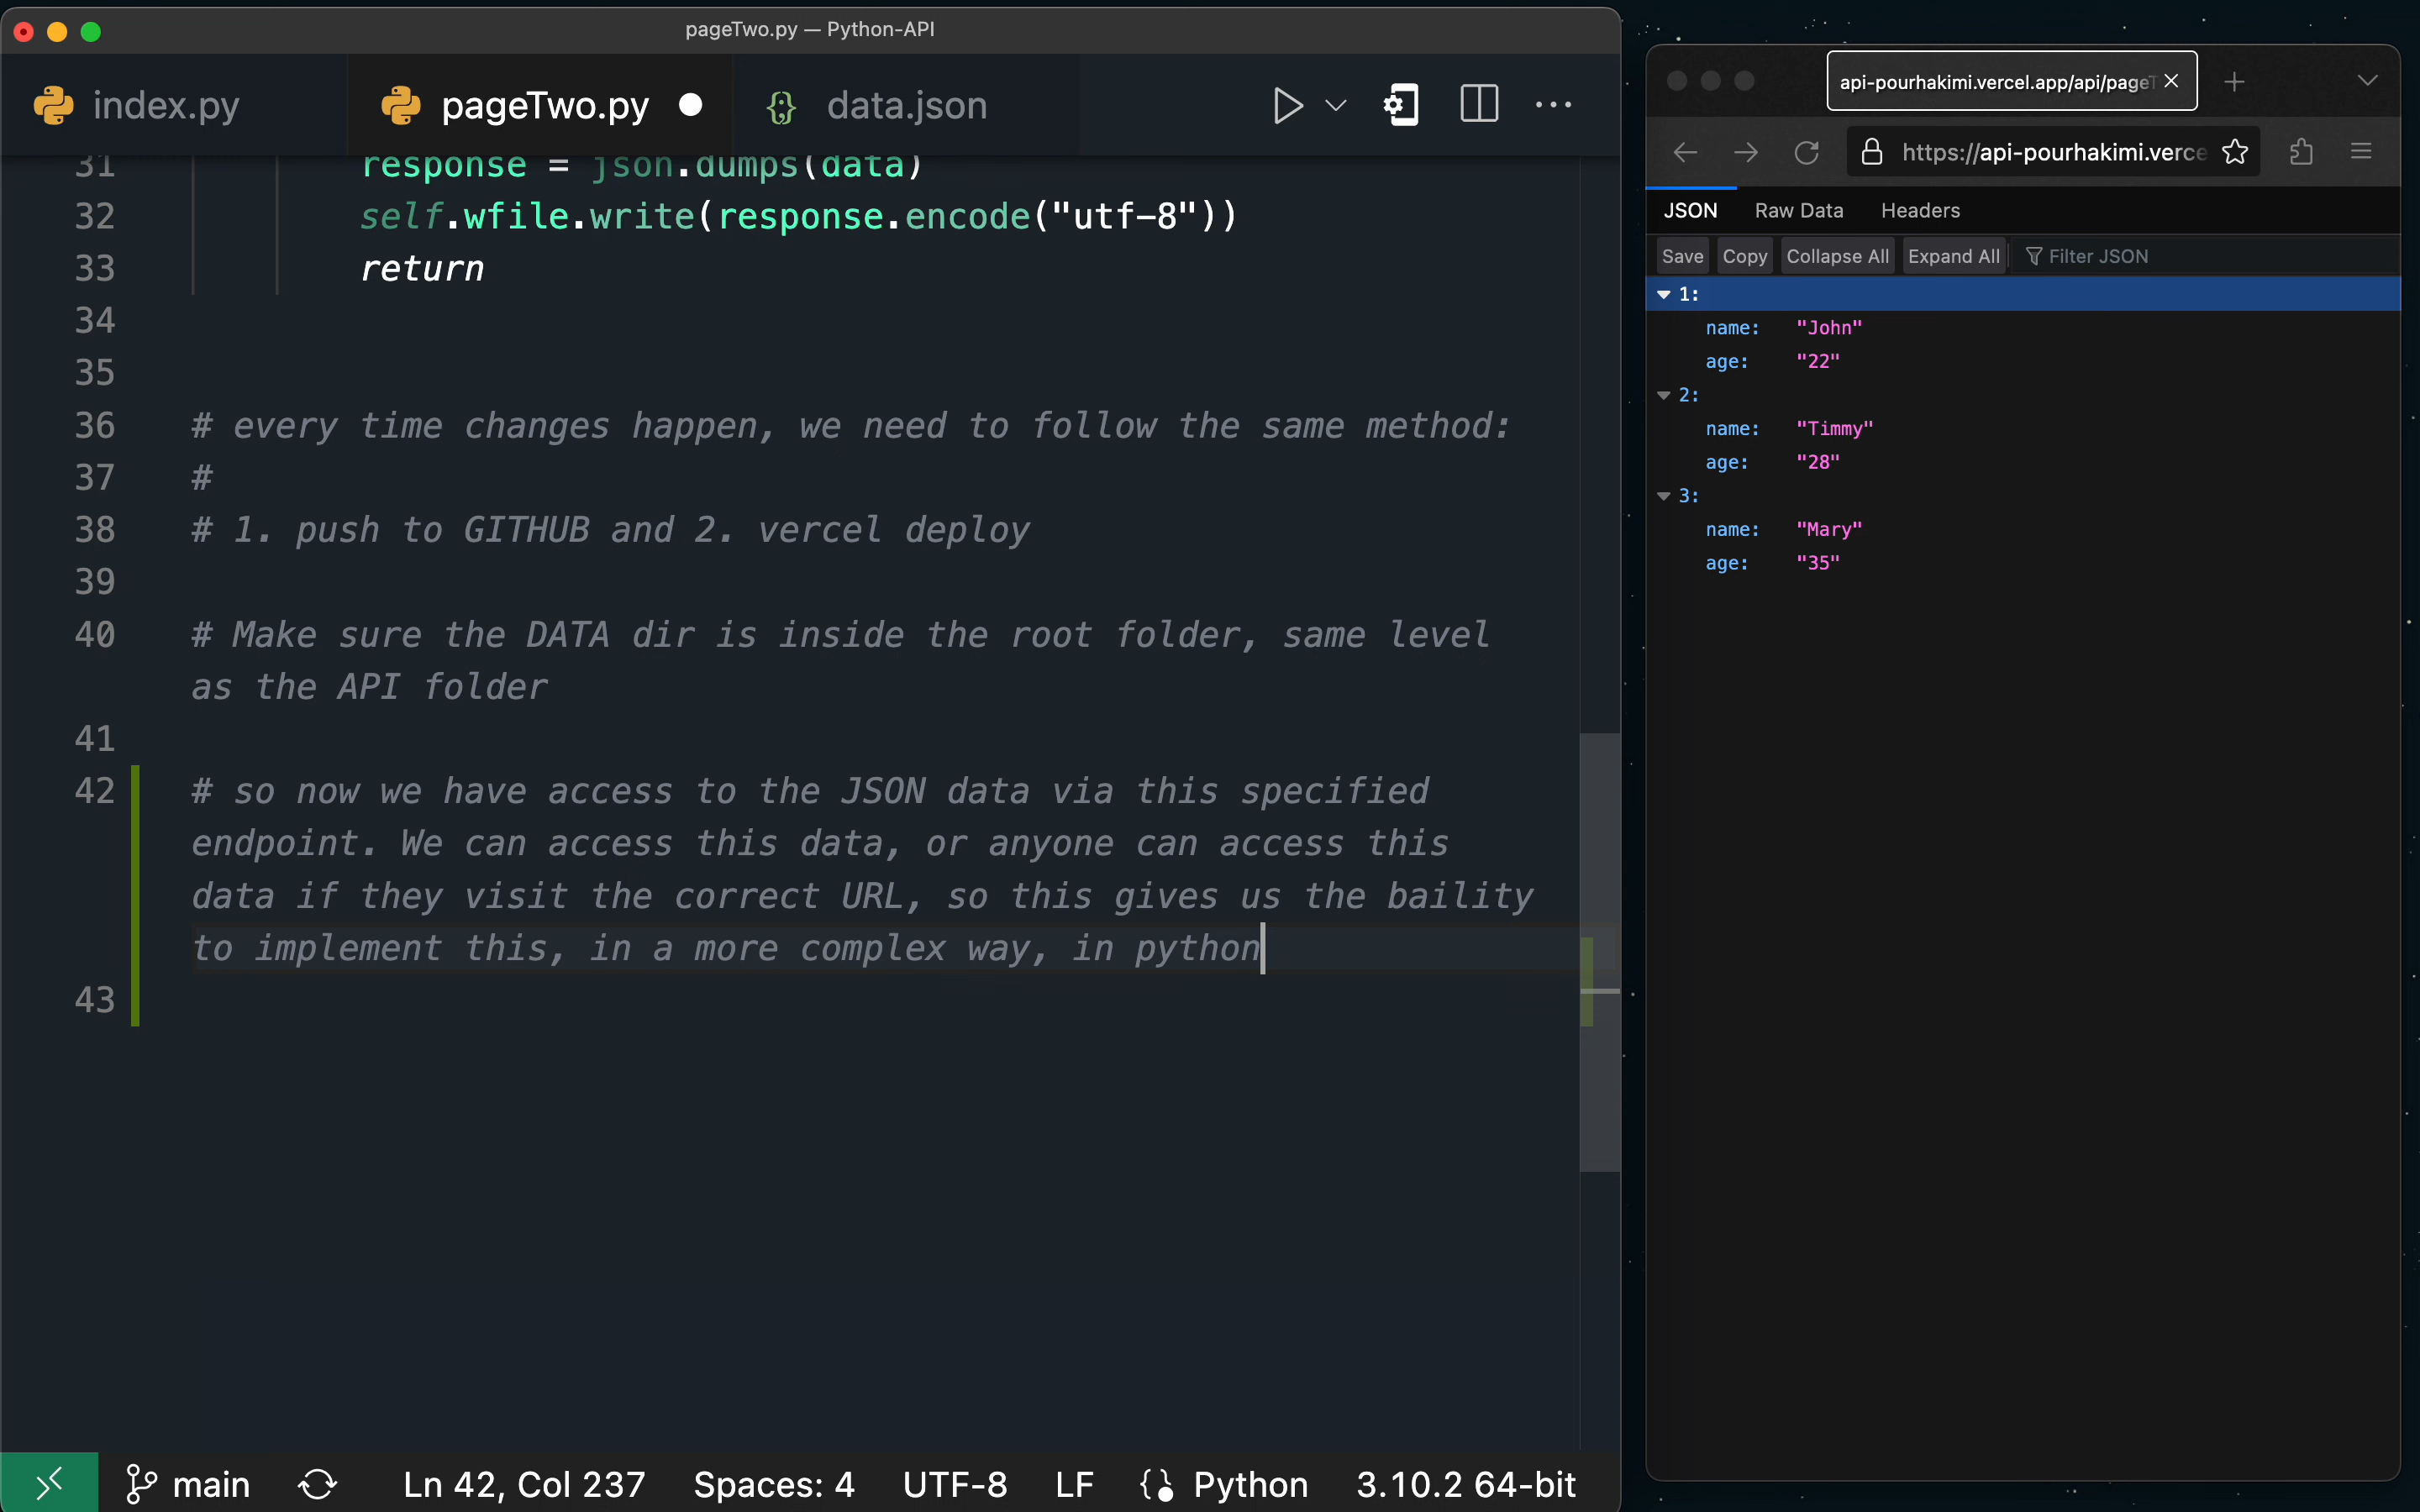 pageTwo.py — Python-API
index.py
pageTwo.py
data.json
31 response = json.dumps(data)
32 self.wfile.write(response.encode("utf-8"))
33 return
34
35
36 # every time changes happen, we need to follow the same method:
37 #
38 # 1. push to GITHUB and 2. vercel deploy
39
40 # Make sure the DATA dir is inside the root folder, same level
as the API folder
41
42 # so now we have access to the JSON data via this specified
endpoint. We can access this data, or anyone can access this
data if they visit the correct URL, so this gives us the baility
to implement this, in a more complex way, in python
43
main Ln 42, Col 237 Spaces: 4 UTF-8 LF Python 3.10.2 64-bit
api-pourhakimi.vercel.app/api/pageT
https://api-pourhakimi.verce
JSON Raw Data Headers
Save Copy Collapse All Expand All Filter JSON
1:
name: "John"
age: "22"
2:
name: "Timmy"
age: "28"
3:
name: "Mary"
age: "35"